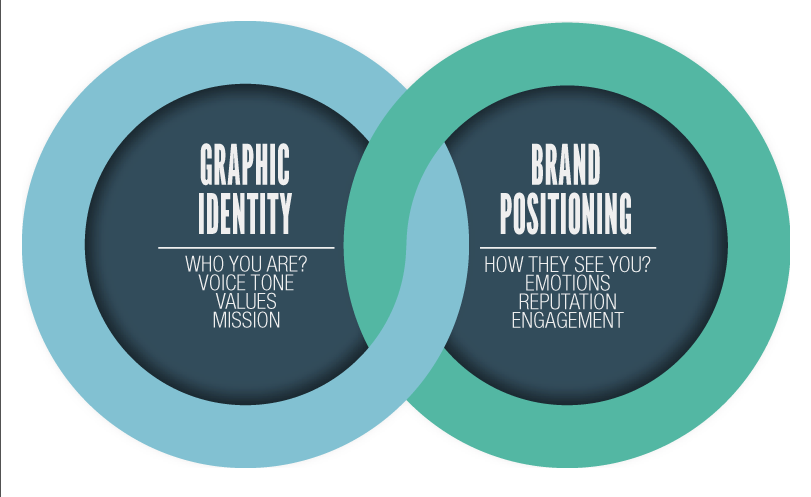 GRAPHIC
IDENTITY
WHO YOU ARE?
VOICE TONE
VALUES
MISSION
BRAND
POSITIONING
HOW THEY SEE YOU?
EMOTIONS
REPUTATION
ENGAGEMENT